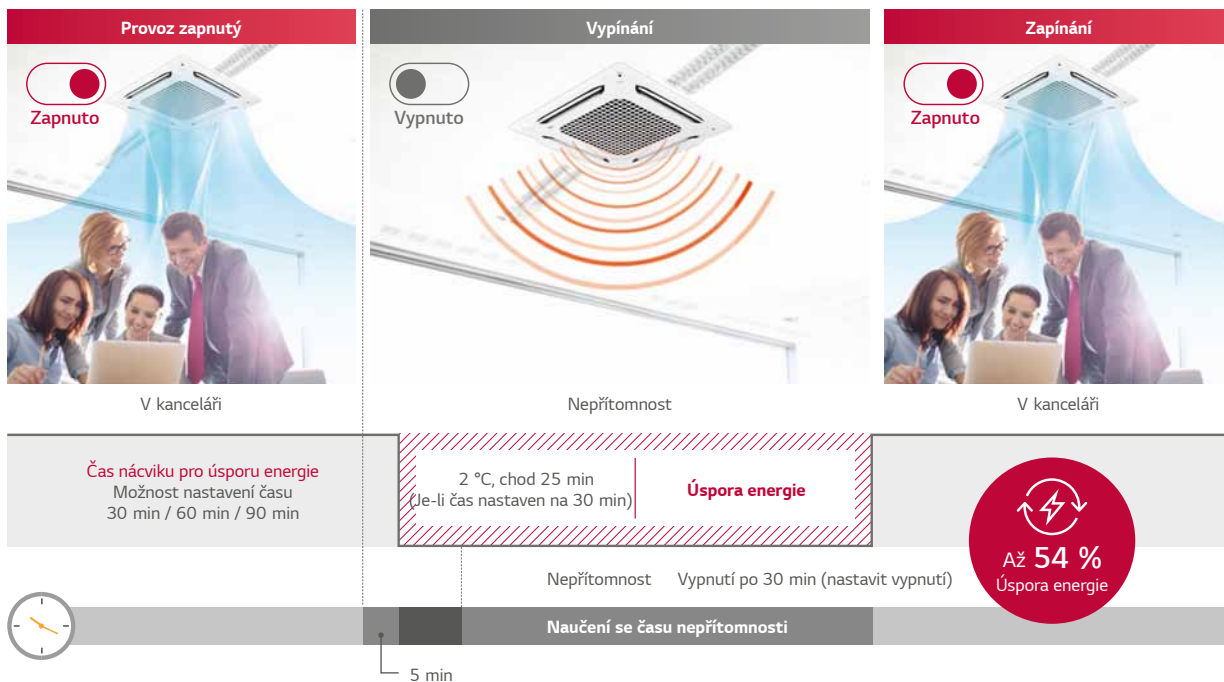 Provoz zapnutý
Vypínání
Zapínání
Zapnuto
Vypnuto
Zapnuto
V kanceláři
Nepřítomnost
V kanceláři
Čas nácviku pro úsporu energie
Možnost nastavení času
30 min / 60 min / 90 min
2 °C, chod 25 min
(Je-li čas nastaven na 30 min)
Úspora energie
Až 54 %
Úspora energie
Nepřítomnost
Vypnutí po 30 min (nastavit vypnutí)
Naučení se času nepřítomnosti
5 min